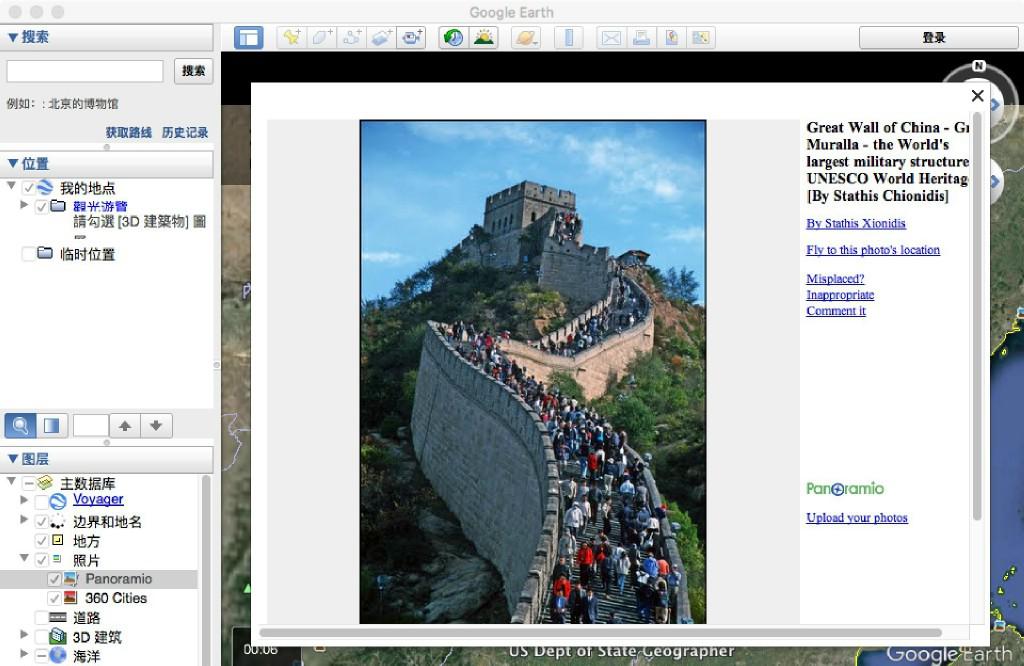 Google Earth
搜索
登录
搜索
例如：: 北京的博物馆
获取路线 历史记录
位置
我的地点
觀光游覽
請勾選 [3D 建築物] 圖
临时位置
图层
主数据库
Voyager
边界和地名
地方
照片
Panoramio
360 Cities
道路
3D 建筑
海洋
N
Great Wall of China - Gr
Muralla - the World's
largest military structure
UNESCO World Heritag
[By Stathis Chionidis]
By Stathis Xionidis
Fly to this photo's location
Misplaced?
Inappropriate
Comment it
Panoramio
Upload your photos
00:06
US Dept of State Geographer
Google Earth